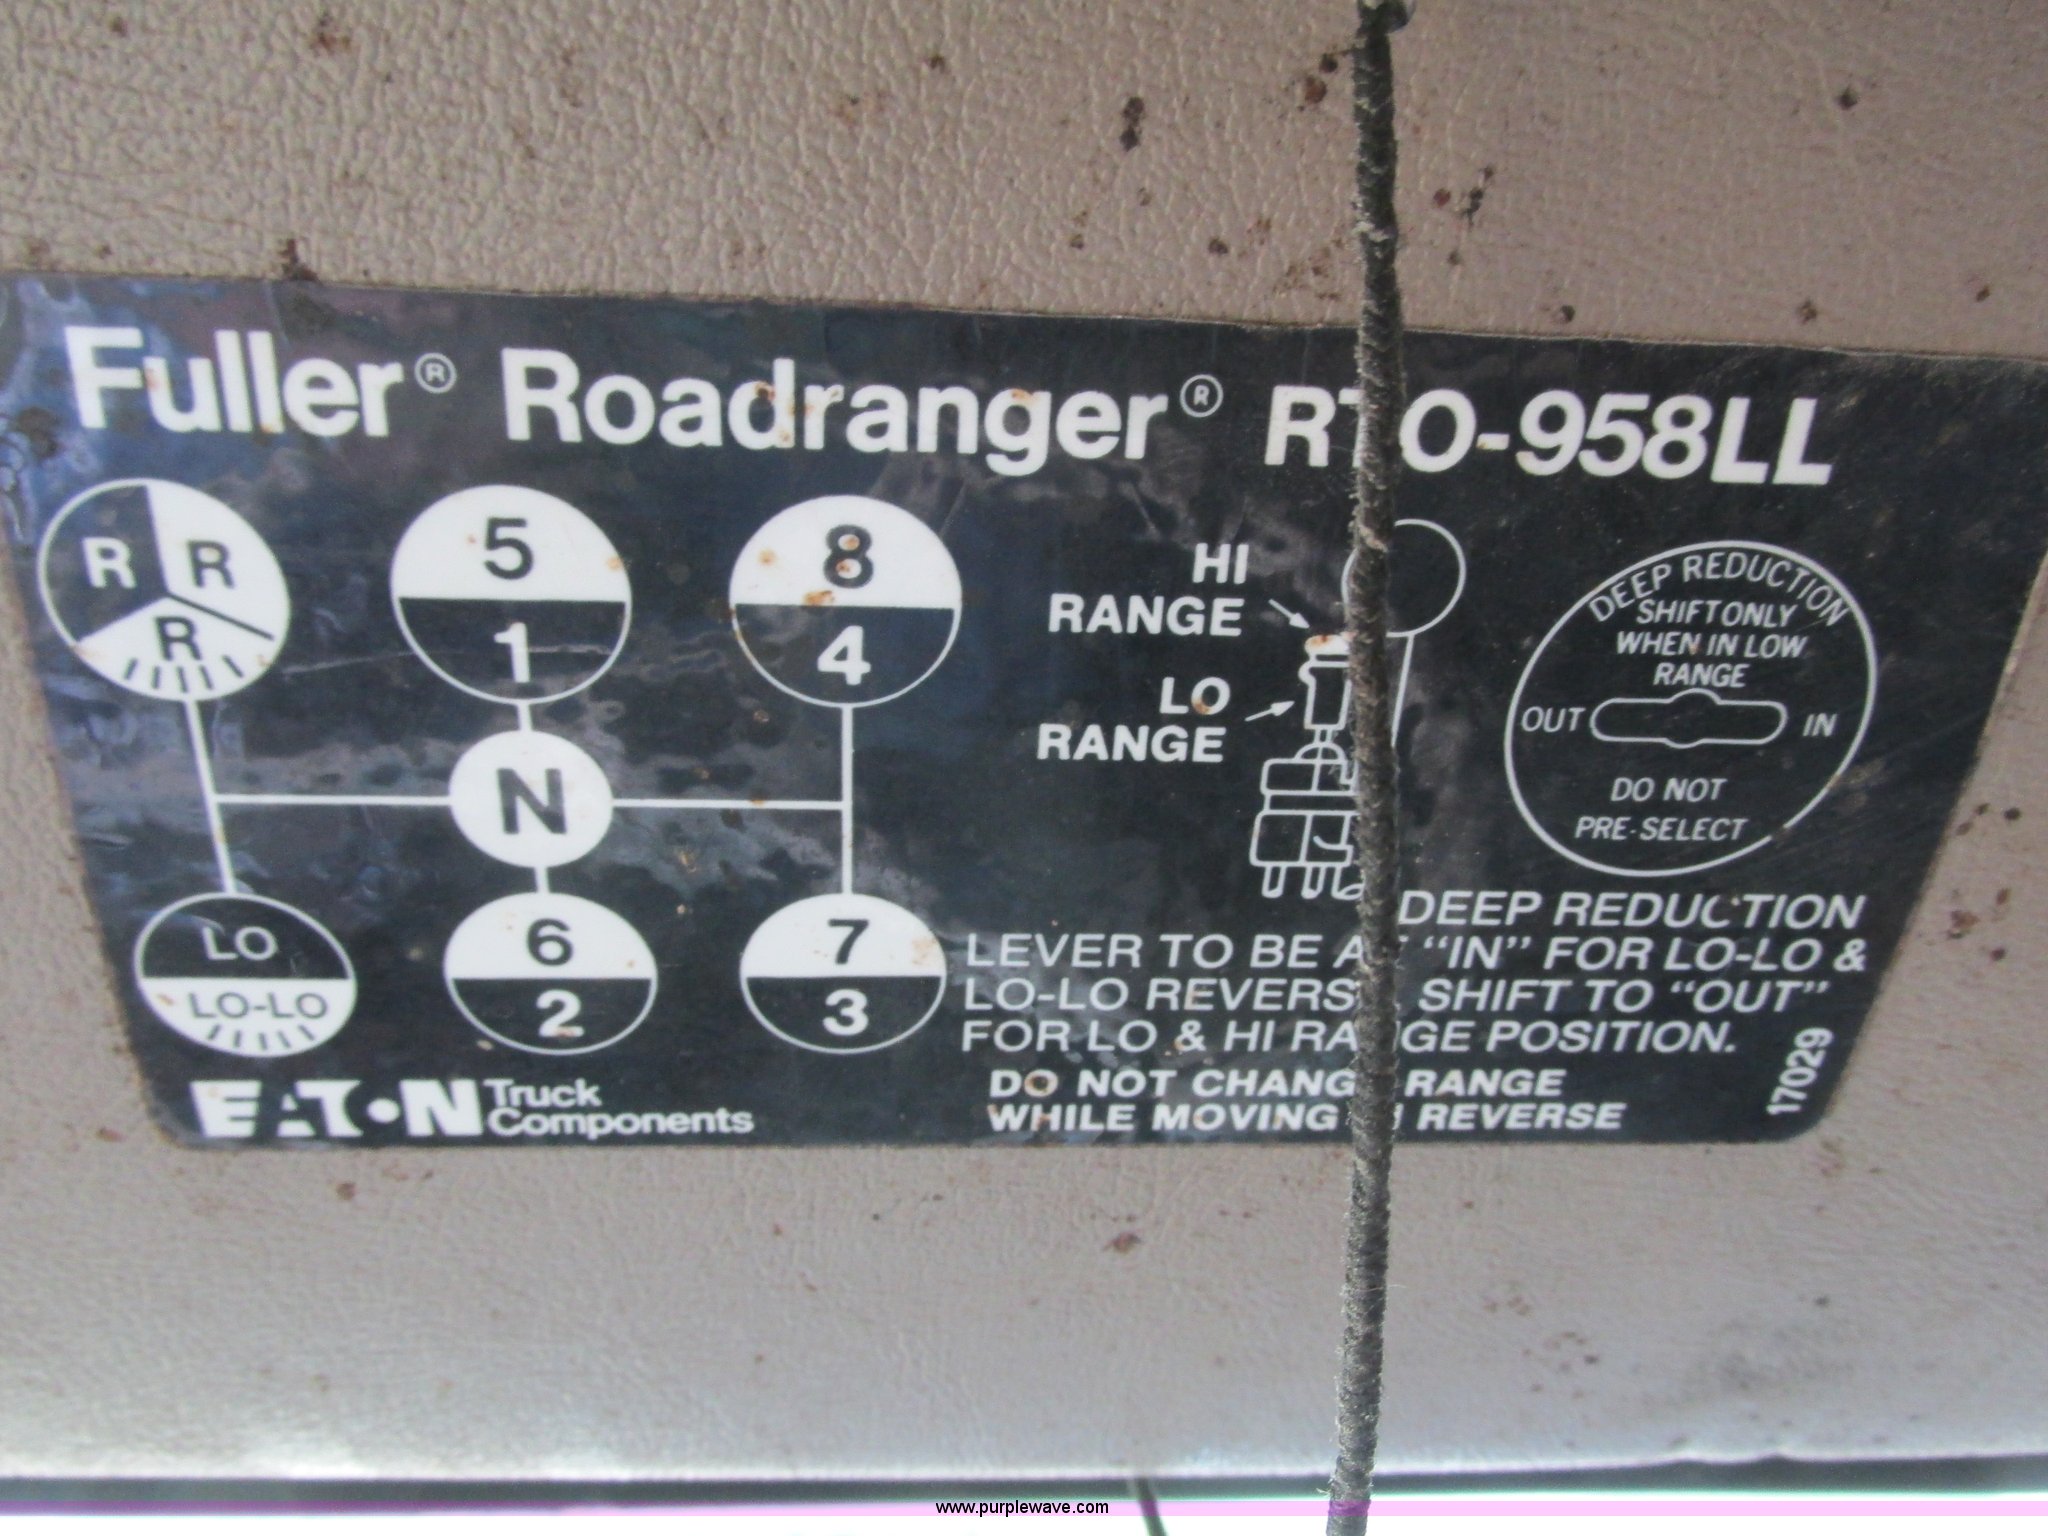 Fuller® Roadranger® RTO-958LL
R R
R
5
1
8
4
N
LO
LO-LO
6
2
7
3
HI
RANGE
LO
RANGE
DEEP REDUCTION
SHIFT ONLY
WHEN IN LOW
RANGE
OUT IN
DO NOT
PRE-SELECT
DEEP REDUCTION
LEVER TO BE AT "IN" FOR LO-LO &
LO-LO REVERSE. SHIFT TO "OUT"
FOR LO & HI RANGE POSITION.
DO NOT CHANGE RANGE
WHILE MOVING IN REVERSE
17029
EATON Truck
Components
www.purplewave.com